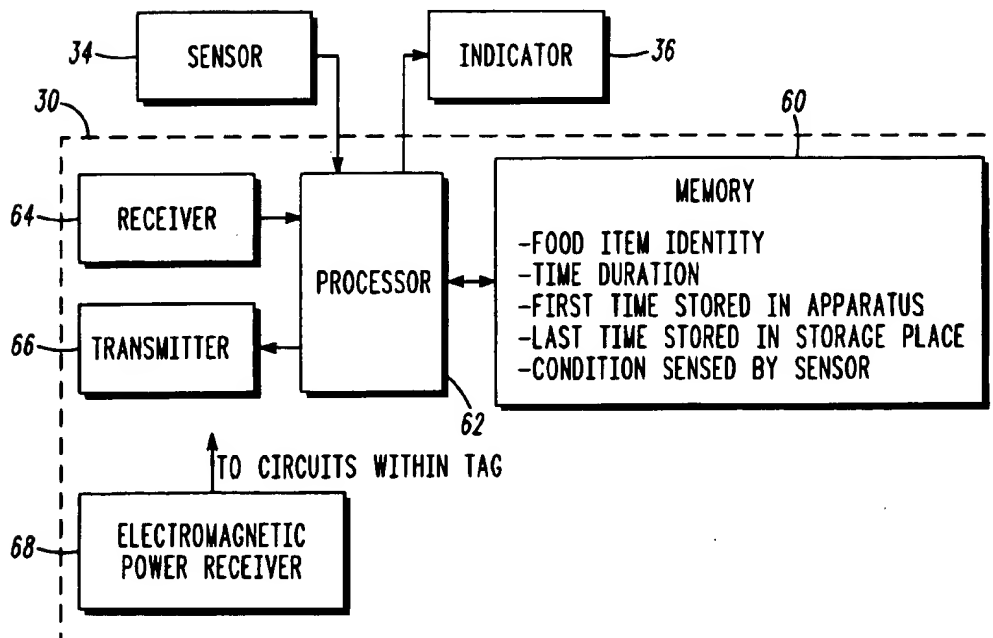 34
SENSOR
INDICATOR
36
30
60
64
RECEIVER
PROCESSOR
MEMORY
-FOOD ITEM IDENTITY
-TIME DURATION
-FIRST TIME STORED IN APPARATUS
-LAST TIME STORED IN STORAGE PLACE
-CONDITION SENSED BY SENSOR
66
TRANSMITTER
62
TO CIRCUITS WITHIN TAG
68
ELECTROMAGNETIC
POWER RECEIVER